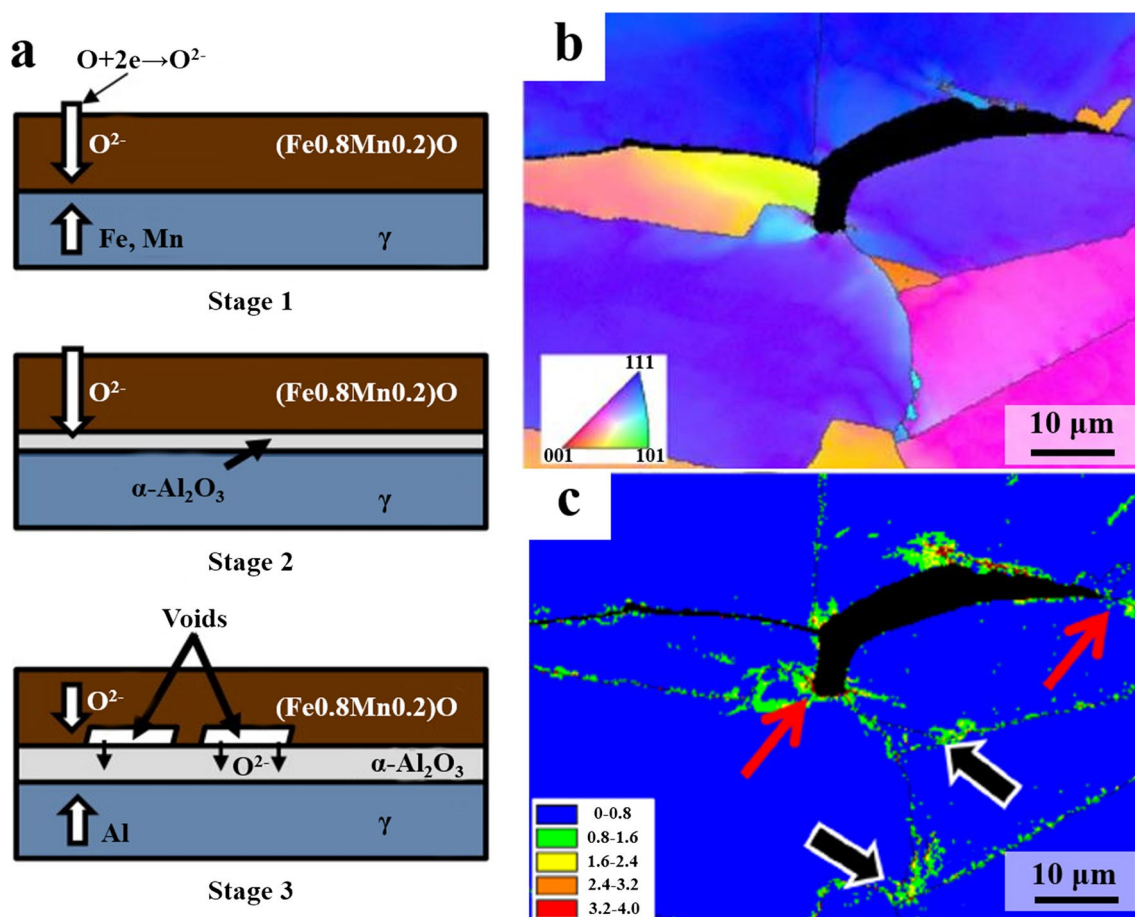 a
O+2e→O²⁻
O²⁻
(Fe0.8Mn0.2)O
Fe, Mn
γ
Stage 1
O²⁻
(Fe0.8Mn0.2)O
α-Al₂O₃
γ
Stage 2
Voids
O²⁻
(Fe0.8Mn0.2)O
O²⁻
α-Al₂O₃
Al
γ
Stage 3
b
111
001
101
10 μm
c
0-0.8
0.8-1.6
1.6-2.4
2.4-3.2
3.2-4.0
10 μm